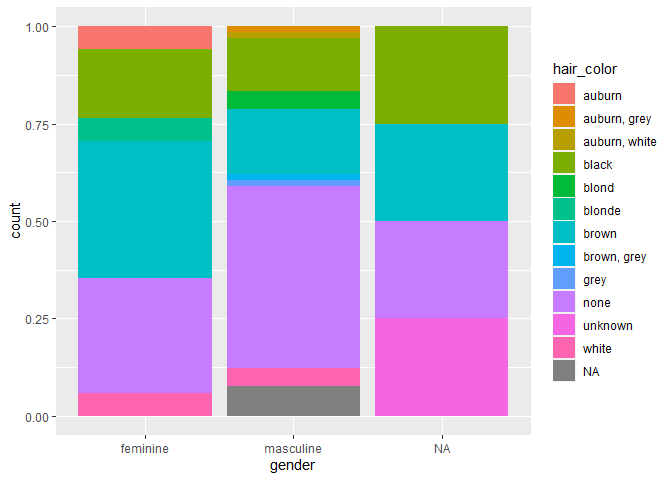 1.00
0.75
0.50
0.25
0.00
count
feminine masculine NA
gender
hair_color
auburn
auburn, grey
auburn, white
black
blond
blonde
brown
brown, grey
grey
none
unknown
white
NA